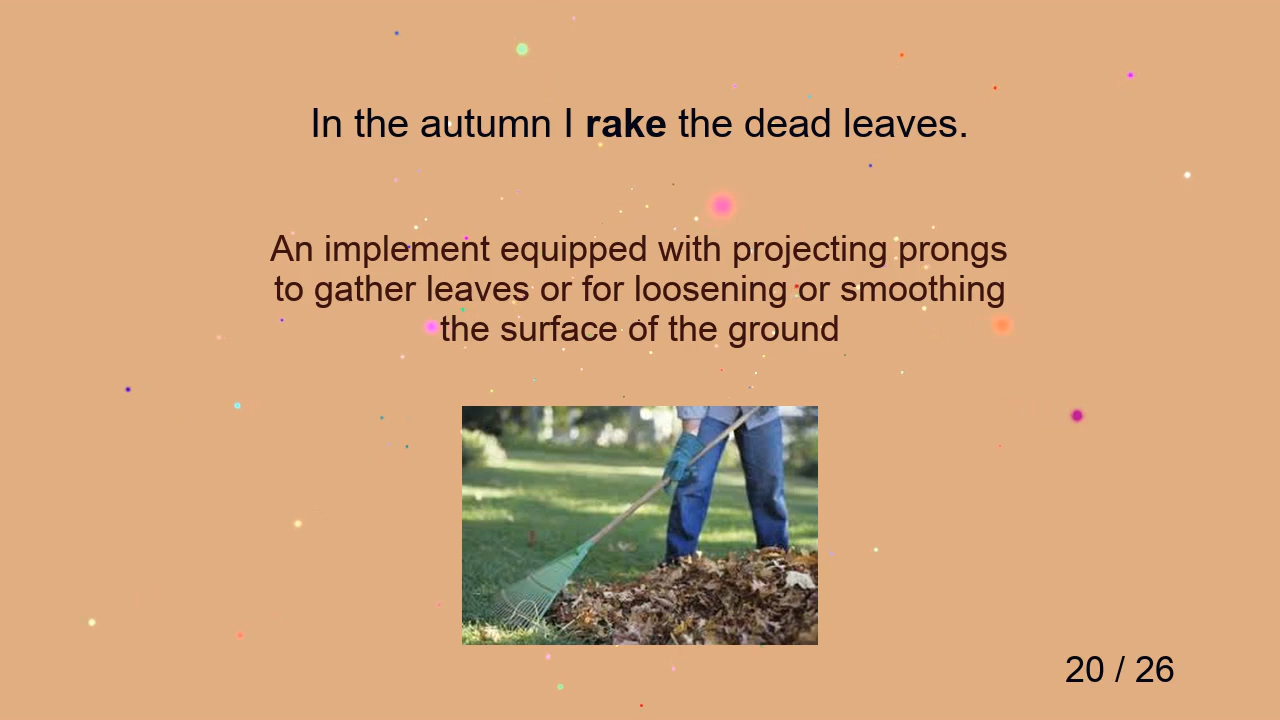 In the autumn I rake the dead leaves.
An implement equipped with projecting prongs
to gather leaves or for loosening or smoothing
the surface of the ground
20 / 26